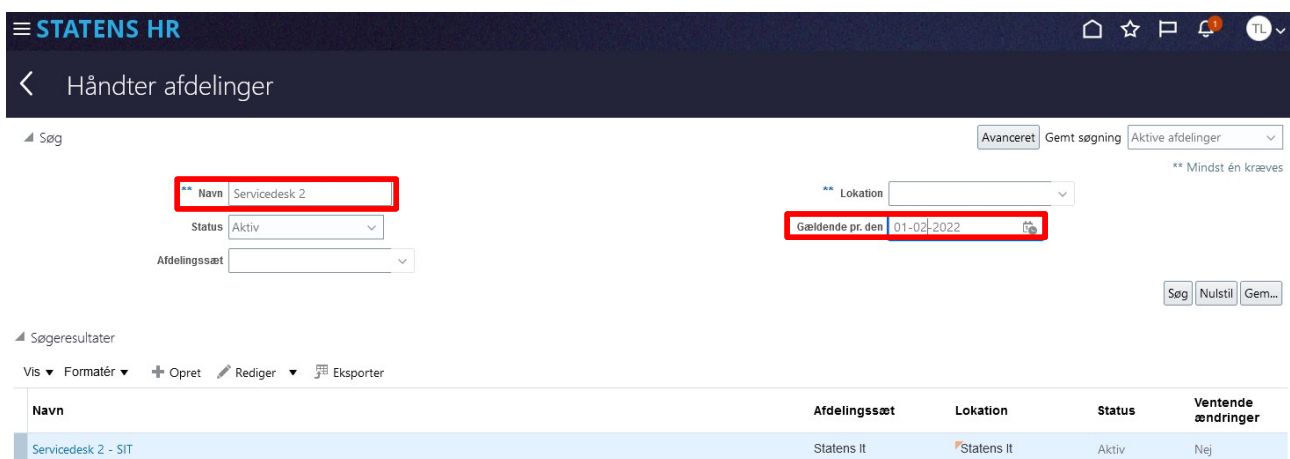 STATENS HR
1
TL
Håndter afdelinger
Søg
Avanceret Gemt søgning Aktive afdelinger
** Mindst én kræves
** Navn Servicedesk 2
** Lokation
Status Aktiv
Gældende pr. den 01-02-2022
Afdelingssæt
Søg Nulstil Gem...
Søgeresultater
Vis Formatér Opret Rediger Eksporter
Navn Afdelingssæt Lokation Status Ventende ændringer
Servicedesk 2 - SIT Statens It Statens It Aktiv Nej